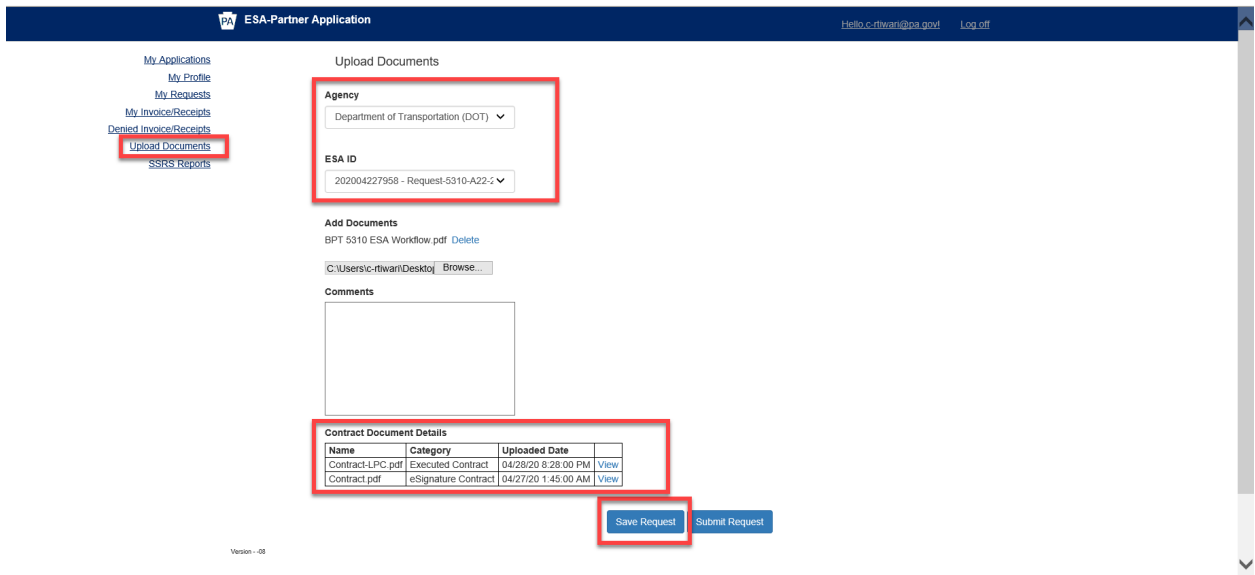 PA ESA-Partner Application
Hello,c-rtiwari@pa.gov! Log off
My Applications
My Profile
My Requests
My Invoice/Receipts
Denied Invoice/Receipts
Upload Documents
SSRS Reports
Upload Documents
Agency
Department of Transportation (DOT)
ESA ID
202004227958 - Request-5310-A22-2
Add Documents
BPT 5310 ESA Workflow.pdf Delete
C:\Users\c-rtiwari\Desktop Browse...
Comments
Contract Document Details
Name Category Uploaded Date
Contract-LPC.pdf Executed Contract 04/28/20 8:28:00 PM View
Contract.pdf eSignature Contract 04/27/20 1:45:00 AM View
Save Request Submit Request
Version - -08